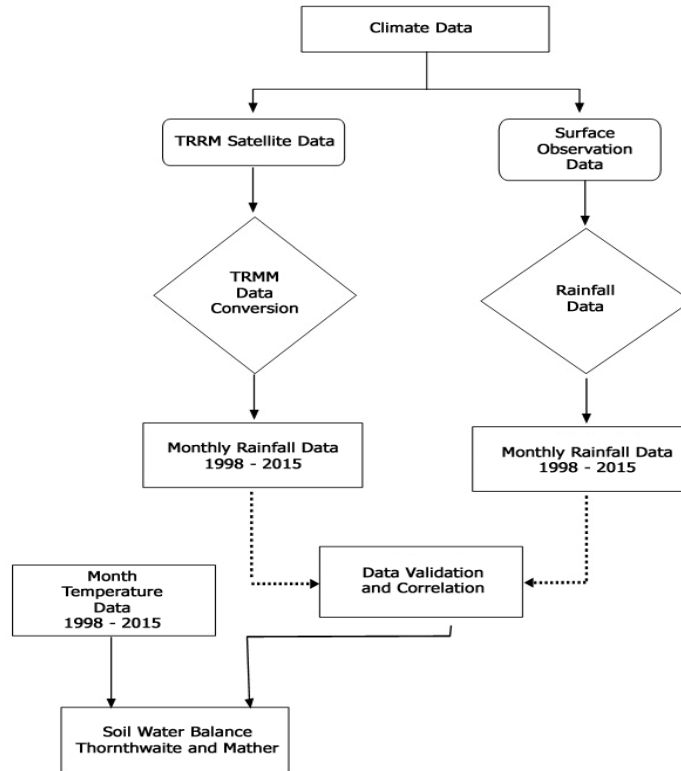 Climate Data
TRRM Satellite Data
Surface
Observation
Data
TRMM
Data
Conversion
Rainfall
Data
Monthly Rainfall Data
1998 - 2015
Monthly Rainfall Data
1998 - 2015
Data Validation
and Correlation
Month
Temperature
Data
1998 - 2015
Soil Water Balance
Thornthwaite and Mather